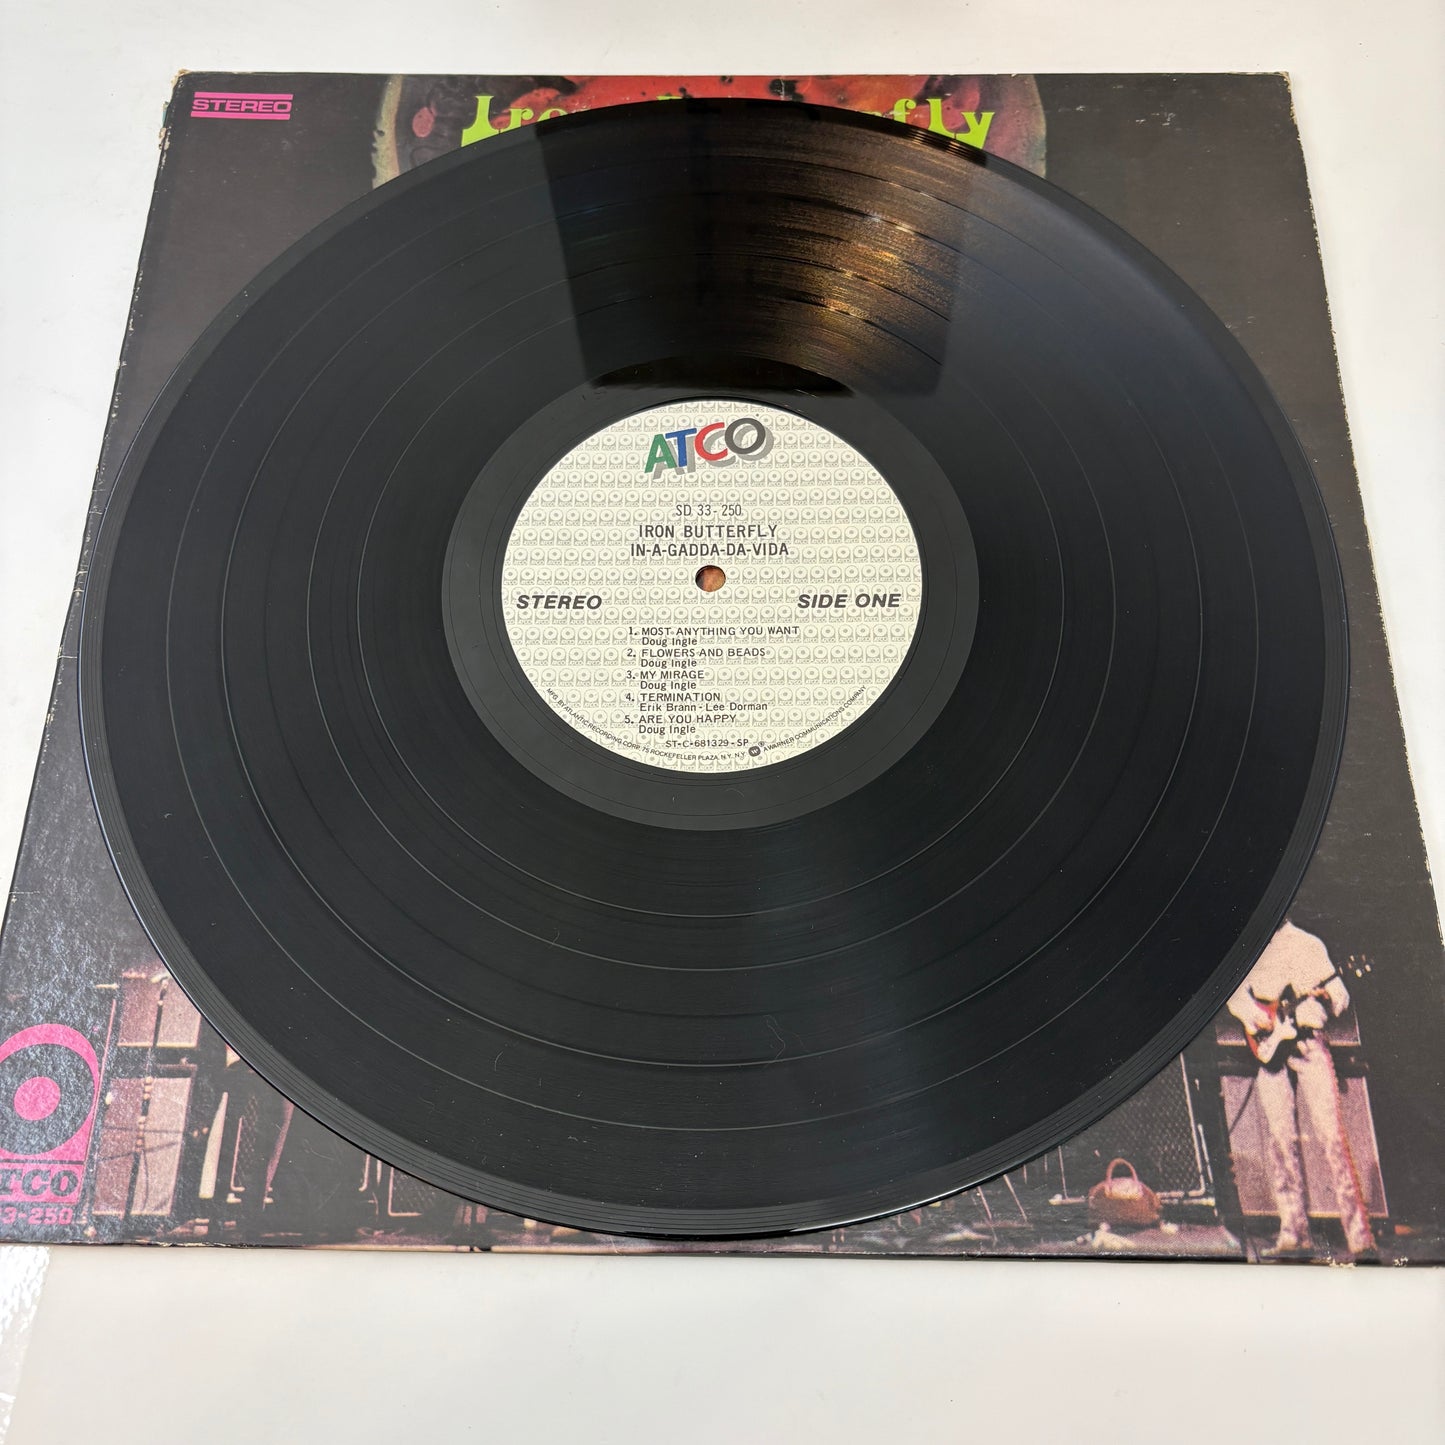 STEREO
ATCO
SD 33-250
IRON BUTTERFLY
IN-A-GADDA-DA-VIDA
STEREO
SIDE ONE
1. MOST ANYTHING YOU WANT
Doug Ingle
2. FLOWERS AND BEADS
Doug Ingle
3. MY MIRAGE
Doug Ingle
4. TERMINATION
Erik Brann - Lee Dorman
5. ARE YOU HAPPY
Doug Ingle
ST-C-681329-SP
MFG. BY ATLANTIC RECORDING CORP., 75 ROCKEFELLER PLAZA, N.Y. N.Y. A WARNER COMMUNICATIONS COMPANY
TCO
3-250